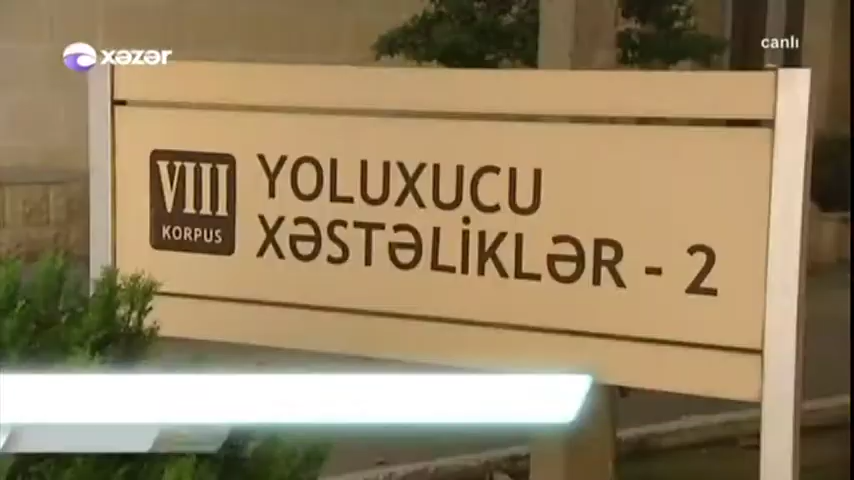 xəzər
canlı
VIII
KORPUS
YOLUXUCU
XƏSTƏLİKLƏR - 2